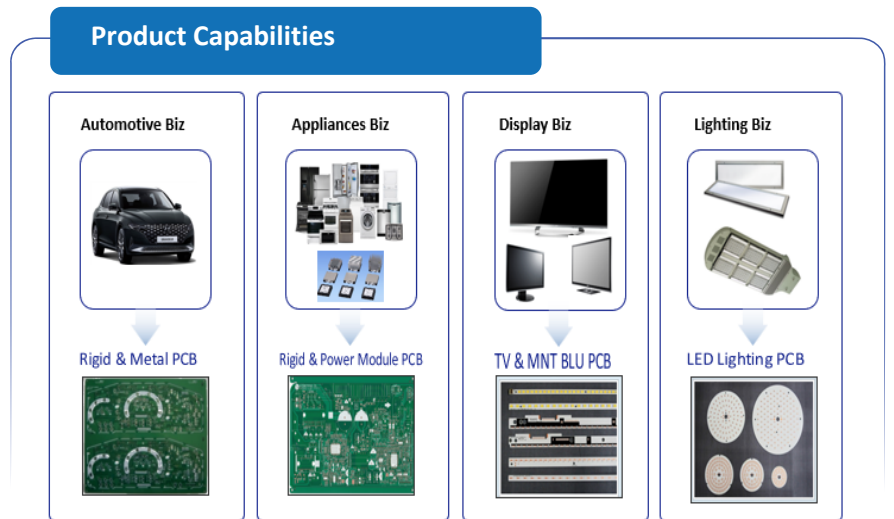 Product Capabilities
Automotive Biz
Appliances Biz
Display Biz
Lighting Biz
Rigid & Metal PCB
Rigid & Power Module PCB
TV & MNT BLU PCB
LED Lighting PCB